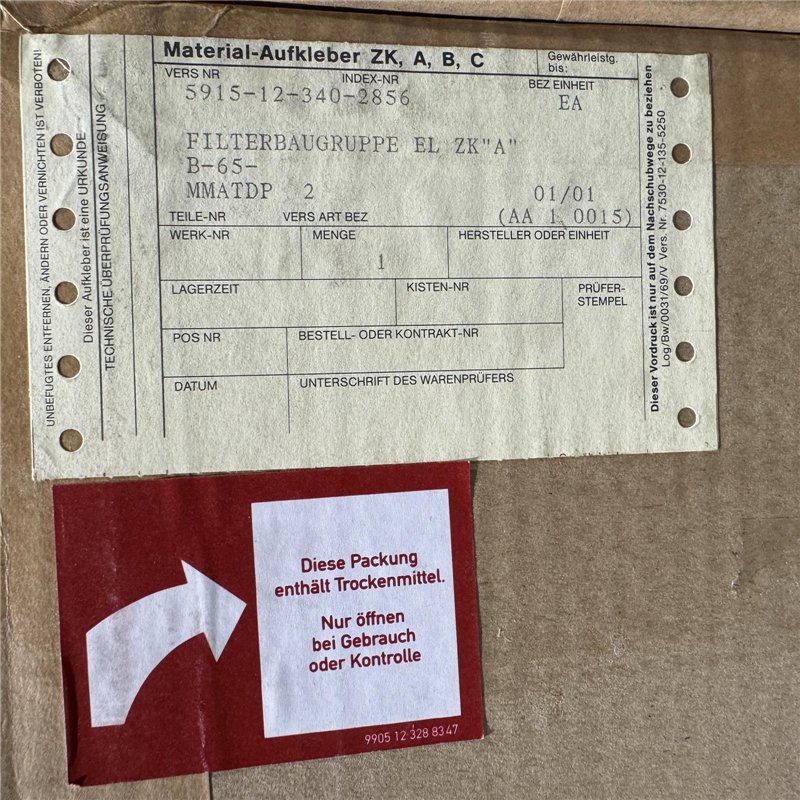 UNBEFUGTES ENTFERNEN, ÄNDERN ODER VERNICHTEN IST VERBOTEN!
Dieser Aufkleber ist eine URKUNDE
TECHNISCHE ÜBERPRÜFUNGSANWEISUNG
Material-Aufkleber ZK, A, B, C
Gewährleistg.
bis:
VERS NR INDEX-NR BEZ EINHEIT
5915-12-340-2856 EA
FILTERBAUGRUPPE EL ZK"A"
B-65-
MMATDP 2 01/01
TEILE-NR VERS ART BEZ (AA 1 0015)
WERK-NR MENGE HERSTELLER ODER EINHEIT
1
LAGERZEIT KISTEN-NR PRÜFER-
STEMPEL
POS NR BESTELL- ODER KONTRAKT-NR
DATUM UNTERSCHRIFT DES WARENPRÜFERS
Dieser Vordruck ist nur auf dem Nachschubwege zu beziehen
Log/Bw/0031/69/V Vers. Nr. 7530-12-135-5250
Diese Packung
enthält Trockenmittel.
Nur öffnen
bei Gebrauch
oder Kontrolle
9905 12 328 8347